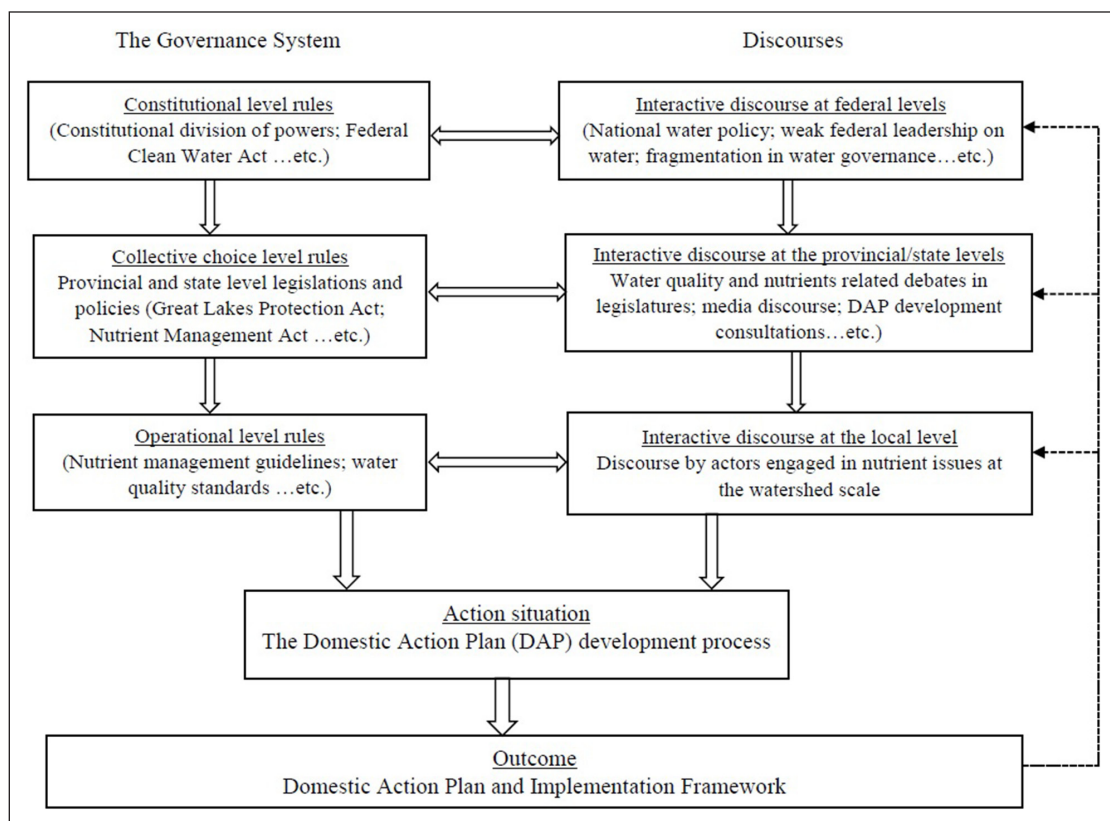 The Governance System
Discourses
Constitutional level rules
(Constitutional division of powers; Federal
Clean Water Act …etc.)
Interactive discourse at federal levels
(National water policy; weak federal leadership on
water; fragmentation in water governance…etc.)
Collective choice level rules
Provincial and state level legislations and
policies (Great Lakes Protection Act;
Nutrient Management Act …etc.)
Interactive discourse at the provincial/state levels
Water quality and nutrients related debates in
legislatures; media discourse; DAP development
consultations…etc.)
Operational level rules
(Nutrient management guidelines; water
quality standards …etc.)
Interactive discourse at the local level
Discourse by actors engaged in nutrient issues at
the watershed scale
Action situation
The Domestic Action Plan (DAP) development process
Outcome
Domestic Action Plan and Implementation Framework